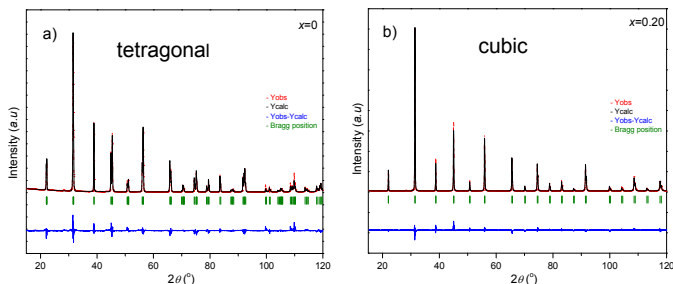 a)
tetragonal
x=0
- Yobs
- Ycalc
- Yobs-Ycalc
- Bragg position
Intensity (a.u)
20 40 60 80 100 120
2θ (°)
b)
cubic
x=0.20
- Yobs
- Ycalc
- Yobs-Ycalc
- Bragg position
Intensity (a.u)
20 40 60 80 100 120
2θ (°)